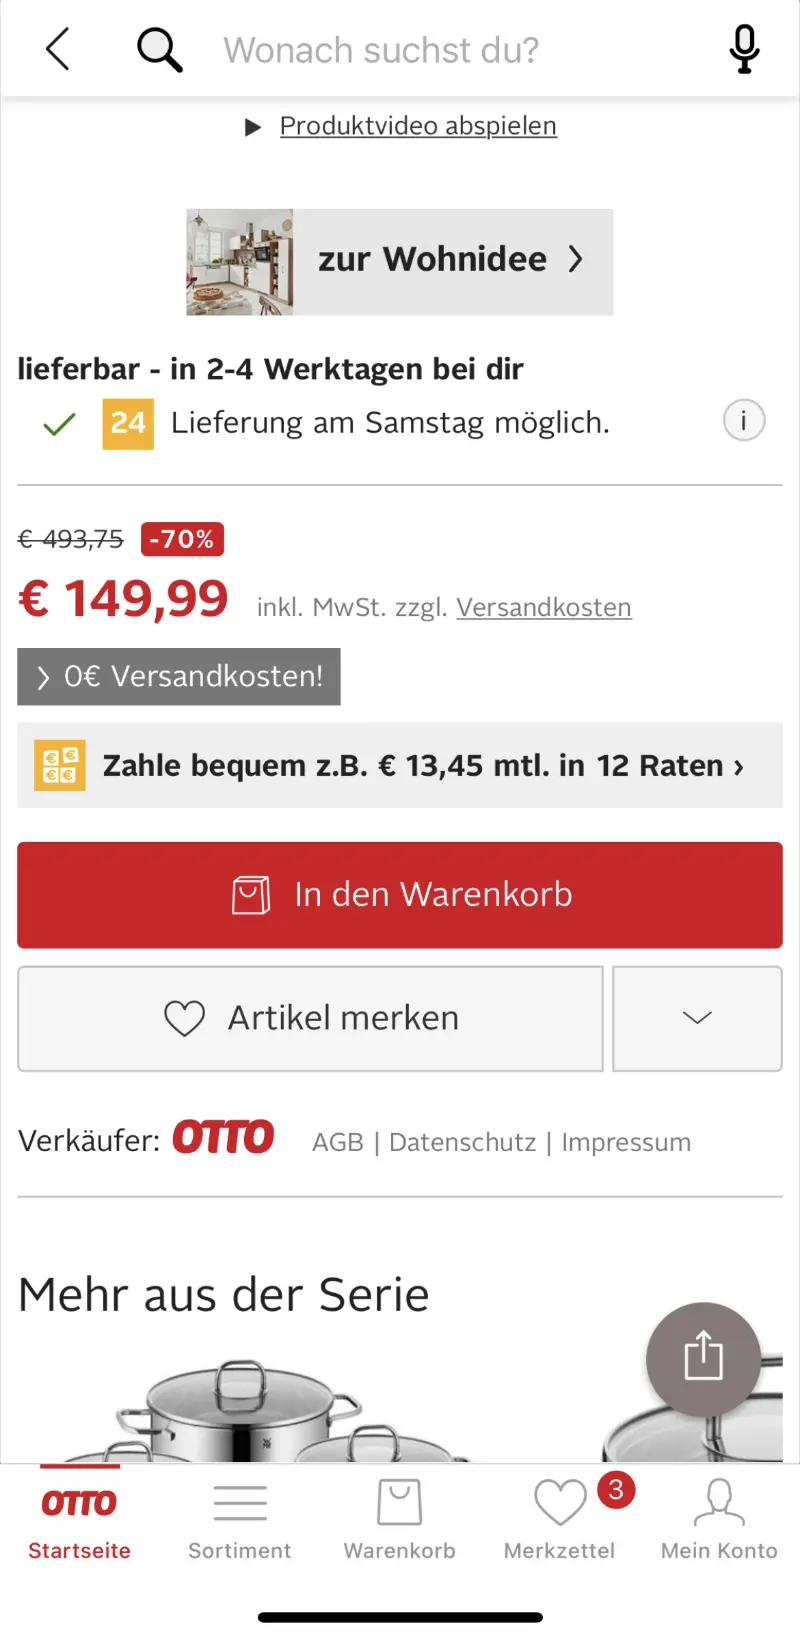 Wonach suchst du?
Produktvideo abspielen
zur Wohnidee
lieferbar - in 2-4 Werktagen bei dir
24 Lieferung am Samstag möglich.
i
€ 493,75 -70%
€ 149,99 inkl. MwSt. zzgl. Versandkosten
0€ Versandkosten!
Zahle bequem z.B. € 13,45 mtl. in 12 Raten ›
In den Warenkorb
Artikel merken
Verkäufer: OTTO AGB | Datenschutz | Impressum
Mehr aus der Serie
OTTO 3
Startseite Sortiment Warenkorb Merkzettel Mein Konto